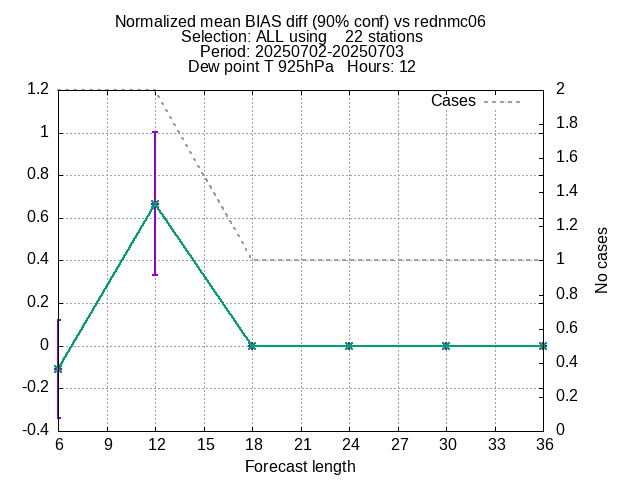 Normalized mean BIAS diff (90% conf) vs rednmc06
Selection: ALL using 22 stations
Period: 20250702-20250703
Dew point T 925hPa Hours: 12
Cases
1.2
1
0.8
0.6
0.4
0.2
0
-0.2
-0.4
2
1.8
1.6
1.4
1.2
1
0.8
0.6
0.4
0.2
0
No cases
6 9 12 15 18 21 24 27 30 33 36
Forecast length